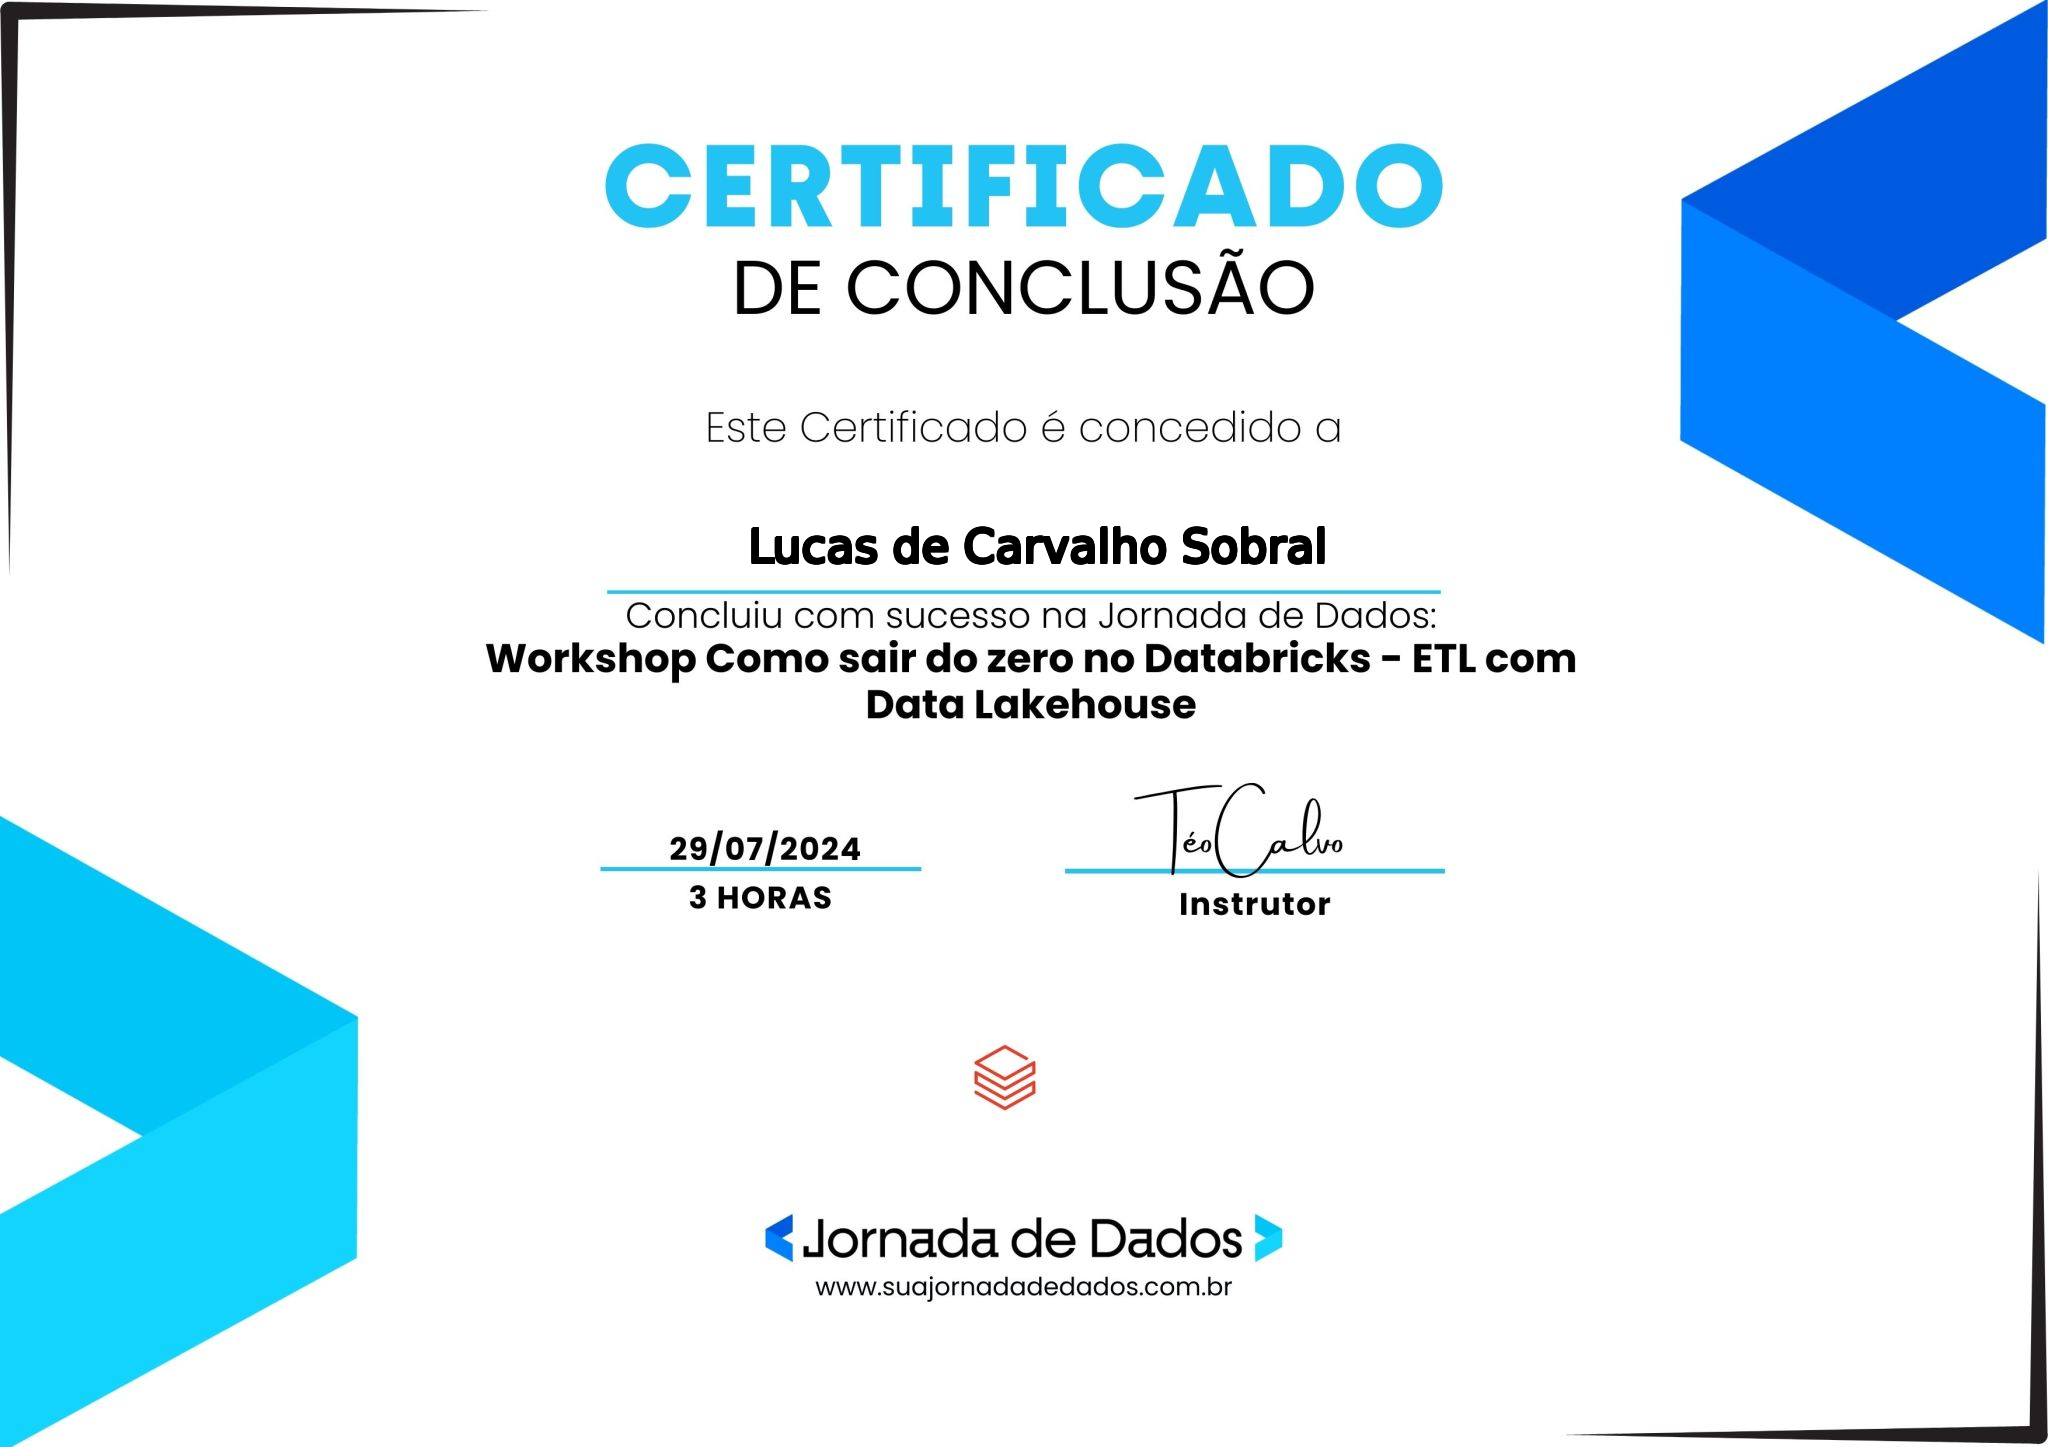 CERTIFICADO
DE CONCLUSÃO
Este Certificado é concedido a
Lucas de Carvalho Sobral
Concluiu com sucesso na Jornada de Dados:
Workshop Como sair do zero no Databricks - ETL com
Data Lakehouse
Téo Calvo
29/07/2024
3 HORAS
Instrutor
Jornada de Dados
www.suajornadadedados.com.br